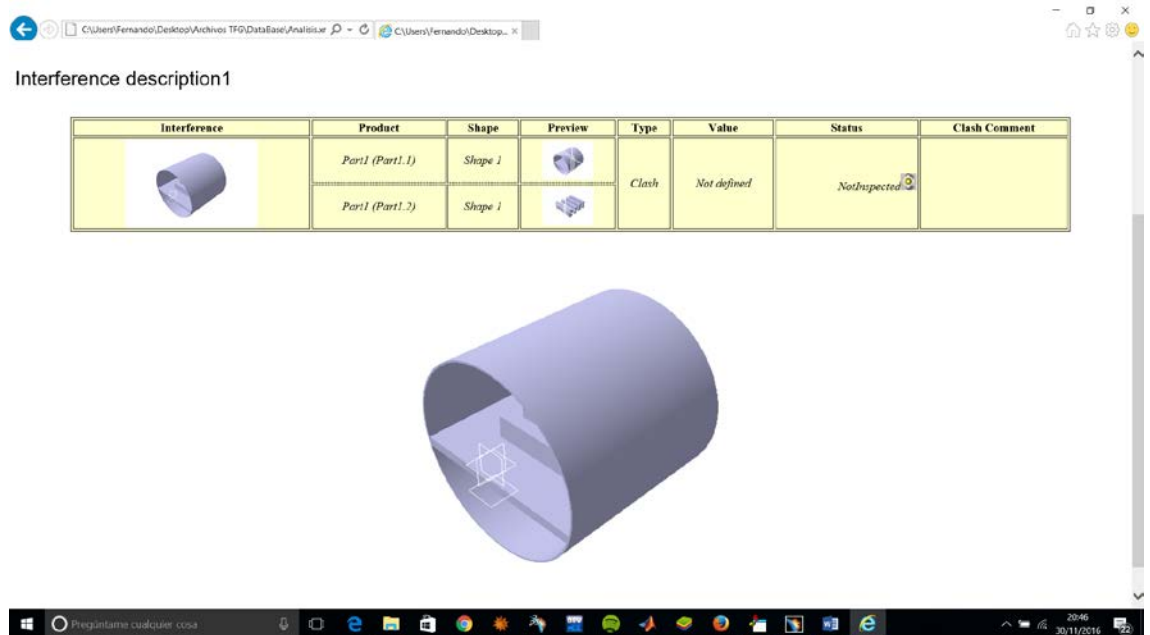 C:\Users\Fernando\Desktop\Archivos TFG\DataBase\Analisis.xr
C:\Users\Fernando\Desktop...
Interference description1
Interference Product Shape Preview Type Value Status Clash Comment
Part1 (Part1.1) Shape 1
Clash Not defined NotInspected
Part1 (Part1.2) Shape 1
Pregúntame cualquier cosa
20:46
30/11/2016
22